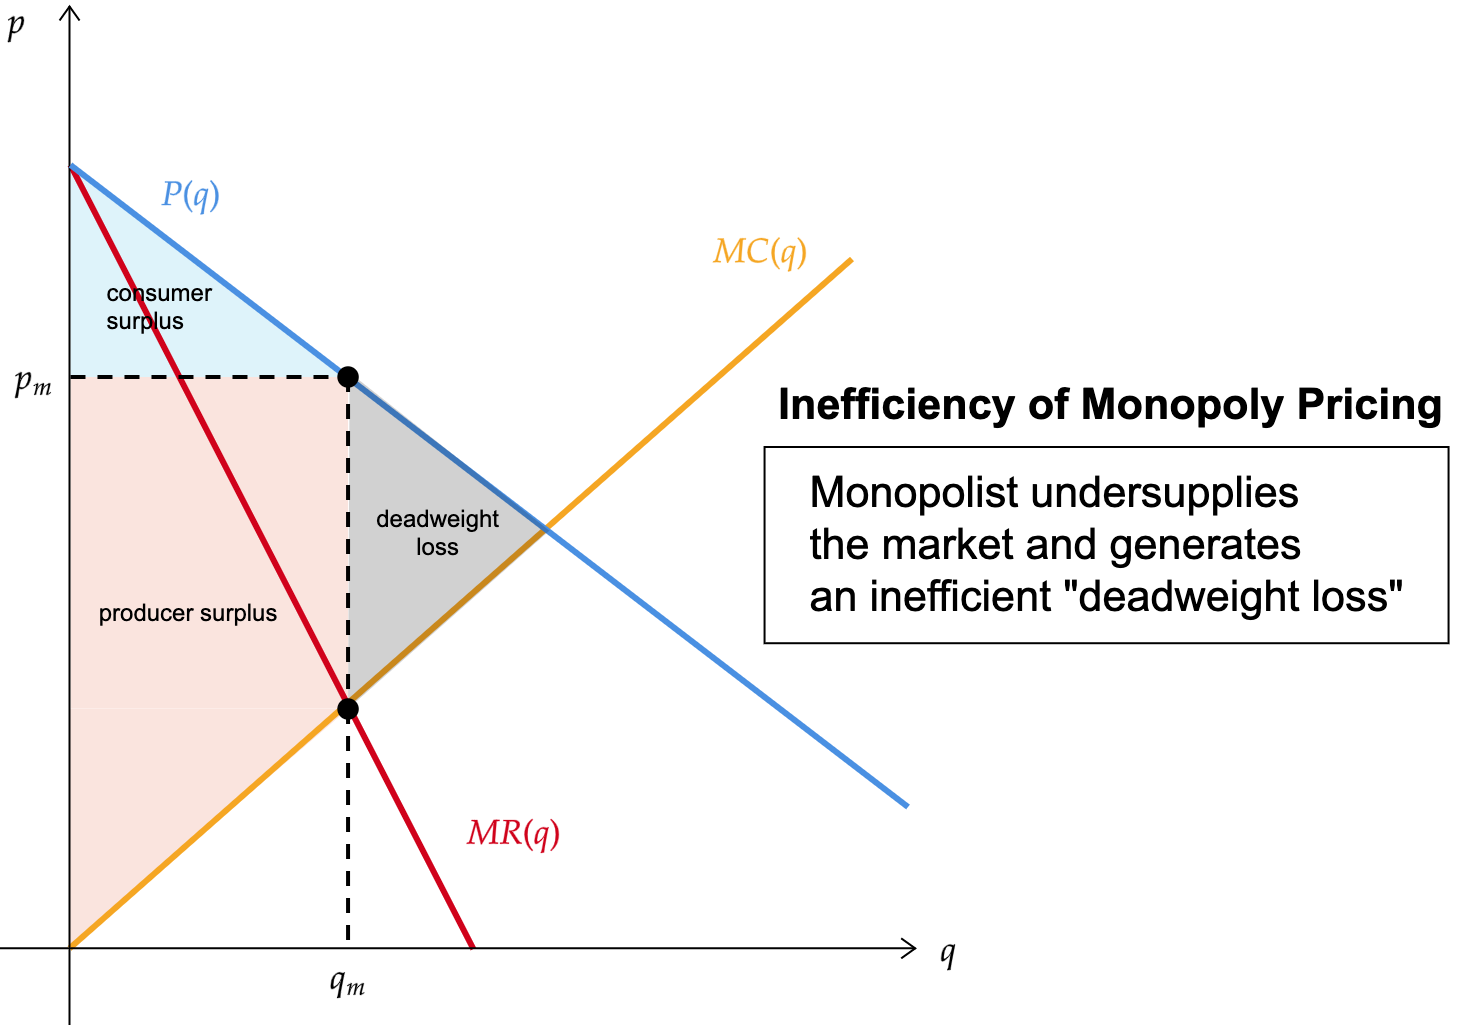 p
P(q)
MC(q)
consumer
surplus
p_m
Inefficiency of Monopoly Pricing
Monopolist undersupplies
the market and generates
an inefficient "deadweight loss"
deadweight
loss
producer surplus
MR(q)
q
q_m